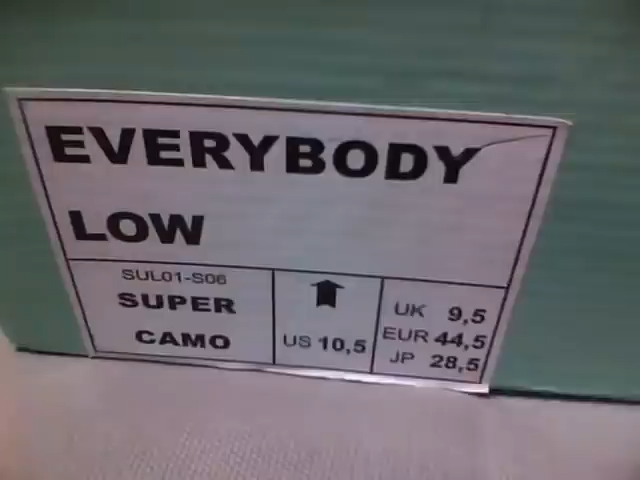 EVERYBODY
LOW
SUL01-S06
SUPER
CAMO
US 10,5
UK 9,5
EUR 44,5
JP 28,5